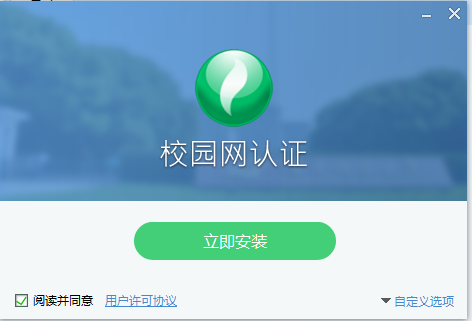 校园网认证
立即安装
阅读并同意 用户许可协议
自定义选项